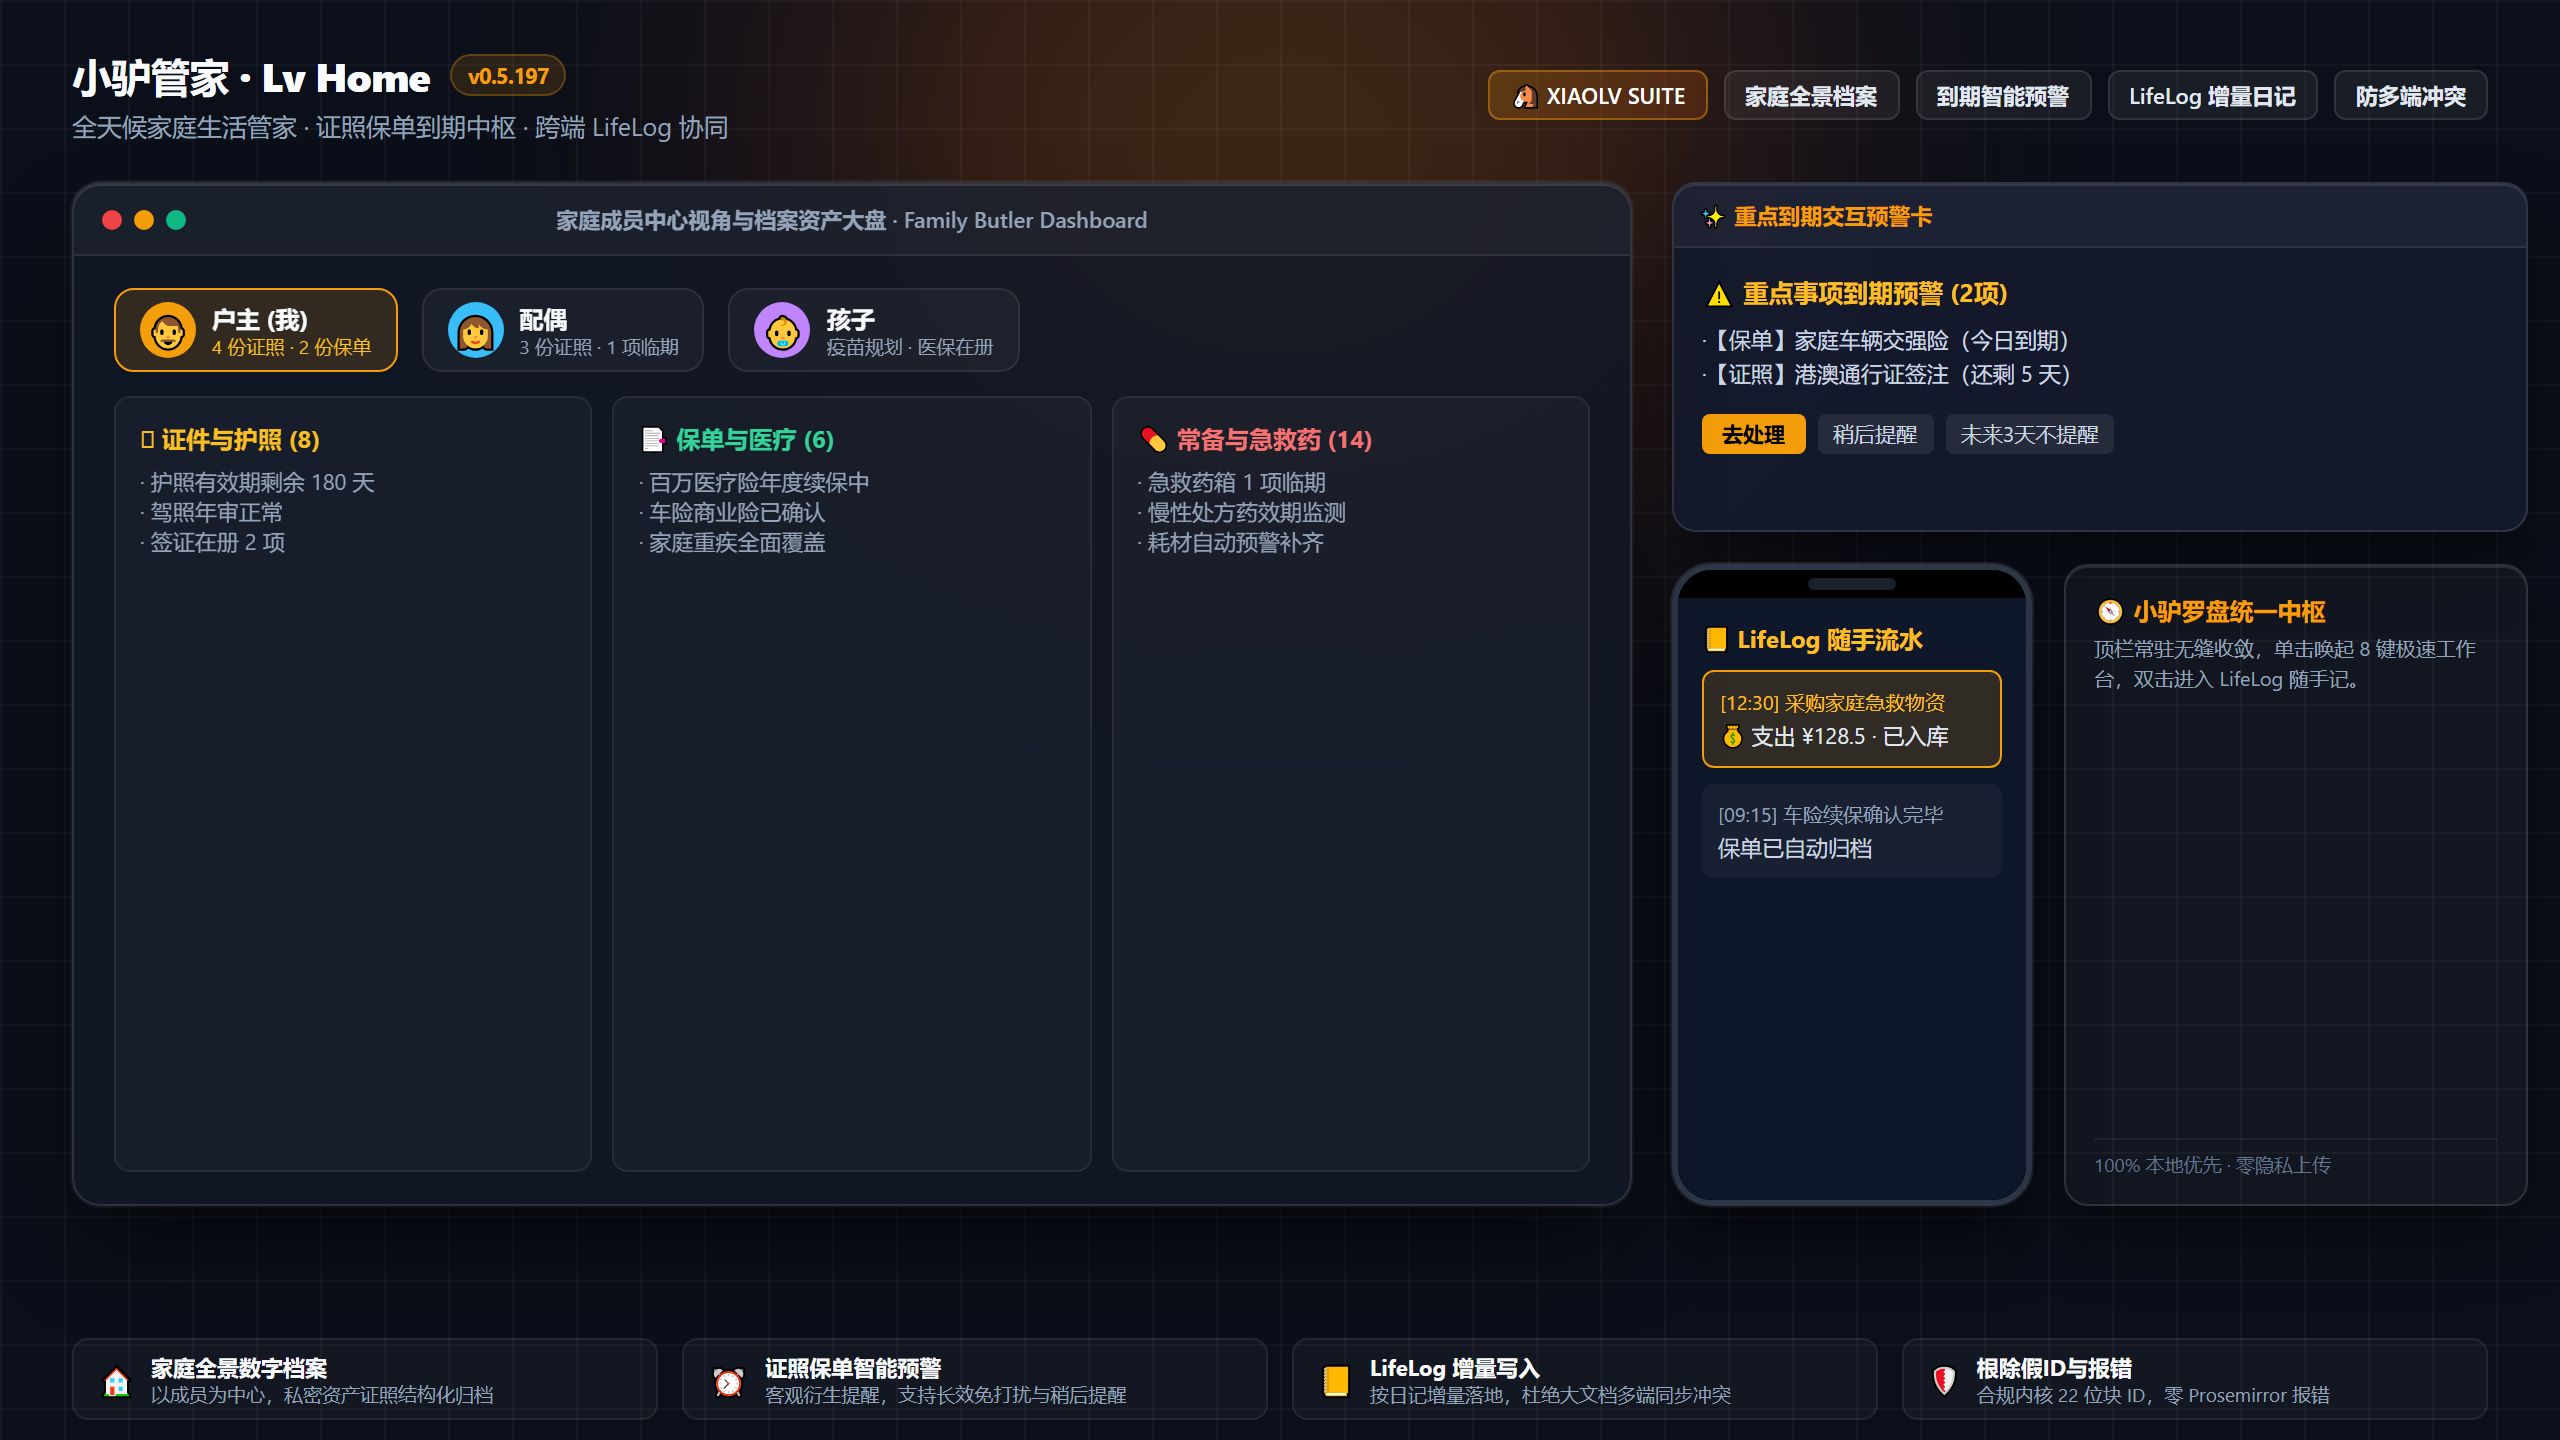 小驴管家 · Lv Home
v0.5.197
全天候家庭生活管家 · 证照保单到期中枢 · 跨端 LifeLog 协同
XIAOLV SUITE
家庭全景档案
到期智能预警
LifeLog 增量日记
防多端冲突
家庭成员中心视角与档案资产大盘 · Family Butler Dashboard
户主 (我)
4 份证照 · 2 份保单
配偶
3 份证照 · 1 项临期
孩子
疫苗规划 · 医保在册
证件与护照 (8)
· 护照有效期剩余 180 天
· 驾照年审正常
· 签证在册 2 项
保单与医疗 (6)
· 百万医疗险年度续保中
· 车险商业险已确认
· 家庭重疾全面覆盖
常备与急救药 (14)
· 急救药箱 1 项临期
· 慢性处方药效期监测
· 耗材自动预警补齐
重点到期交互预警卡
重点事项到期预警 (2项)
·【保单】家庭车辆交强险（今日到期）
·【证照】港澳通行证签注（还剩 5 天）
去处理
稍后提醒
未来3天不提醒
LifeLog 随手流水
[12:30] 采购家庭急救物资
支出 ¥128.5 · 已入库
[09:15] 车险续保确认完毕
保单已自动归档
小驴罗盘统一中枢
顶栏常驻无缝收敛，单击唤起 8 键极速工作
台，双击进入 LifeLog 随手记。
100% 本地优先 · 零隐私上传
家庭全景数字档案
以成员为中心，私密资产证照结构化归档
证照保单智能预警
客观衍生提醒，支持长效免打扰与稍后提醒
LifeLog 增量写入
按日记增量落地，杜绝大文档多端同步冲突
根除假ID与报错
合规内核 22 位块 ID，零 Prosemirror 报错